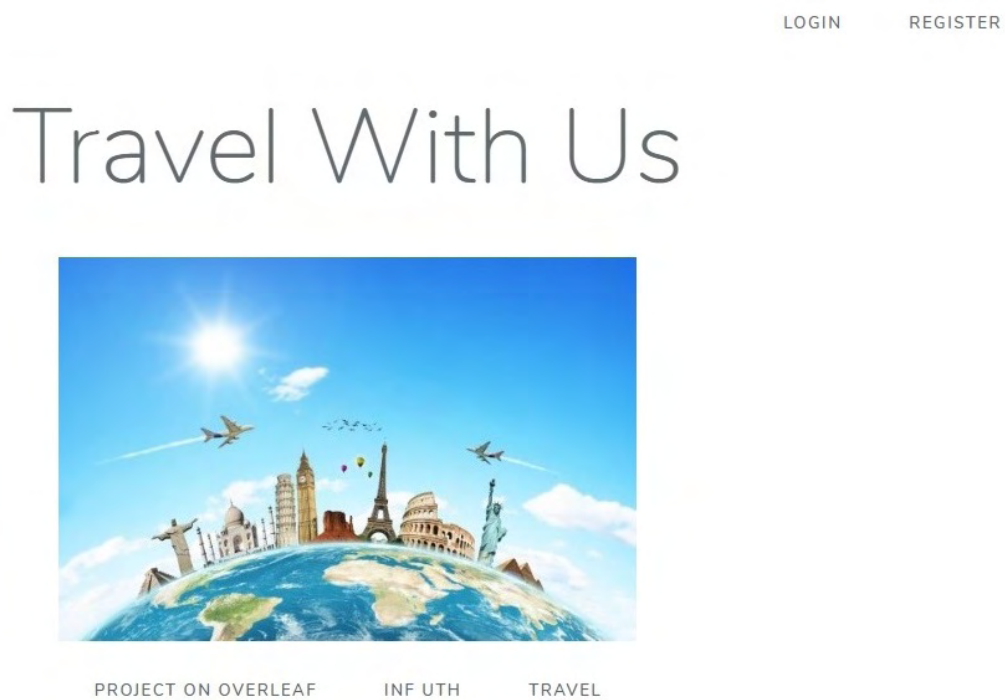 LOGIN REGISTER
Travel With Us
PROJECT ON OVERLEAF INF UTH TRAVEL